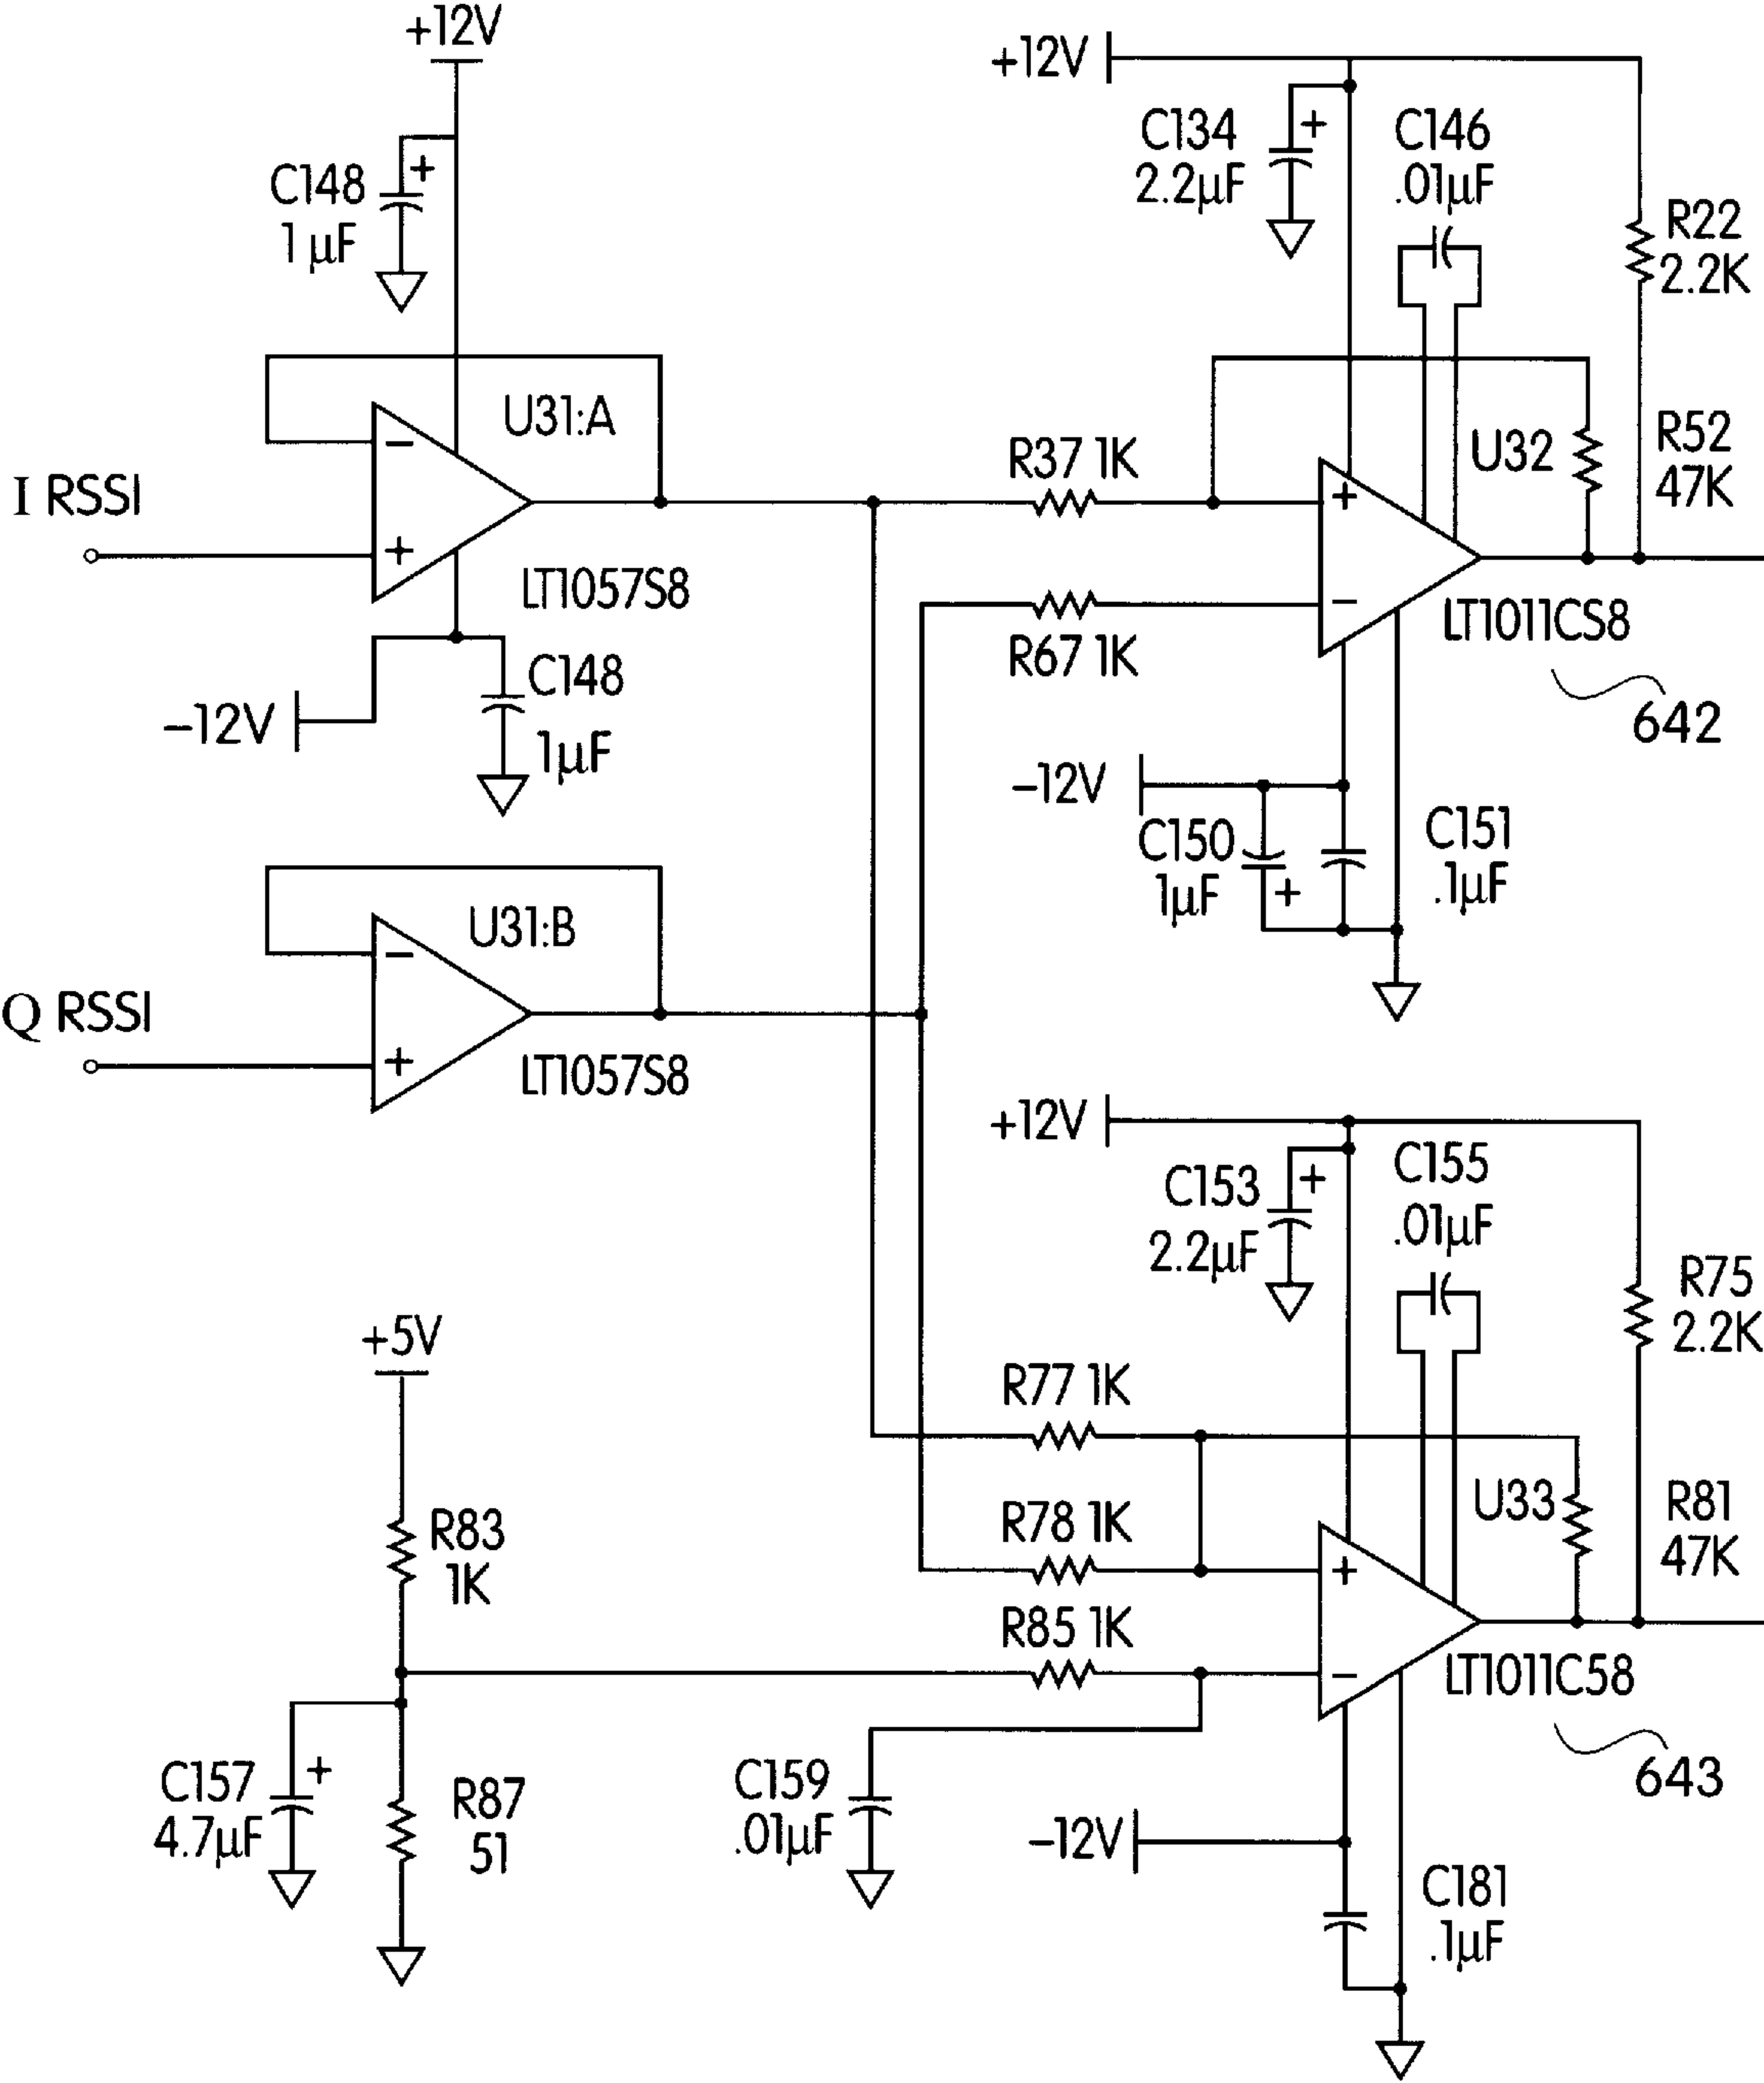 +12V
C148
1 µF
+
U31:A
−
+
I RSSI
LT1057S8
C148
1µF
−12V
U31:B
−
+
Q RSSI
LT1057S8
+12V
C134
2.2µF
+
C146
.01µF
R22
2.2K
R37 1K
U32
R52
47K
+
−
R67 1K
LT1011CS8
642
−12V
C150
1µF
+
C151
.1µF
+12V
C153
2.2µF
+
C155
.01µF
R75
2.2K
R77 1K
R78 1K
U33
R81
47K
+
−
R85 1K
LT1011C58
643
+5V
R83
1K
C157
4.7µF
+
R87
51
C159
.01µF
−12V
C181
.1µF